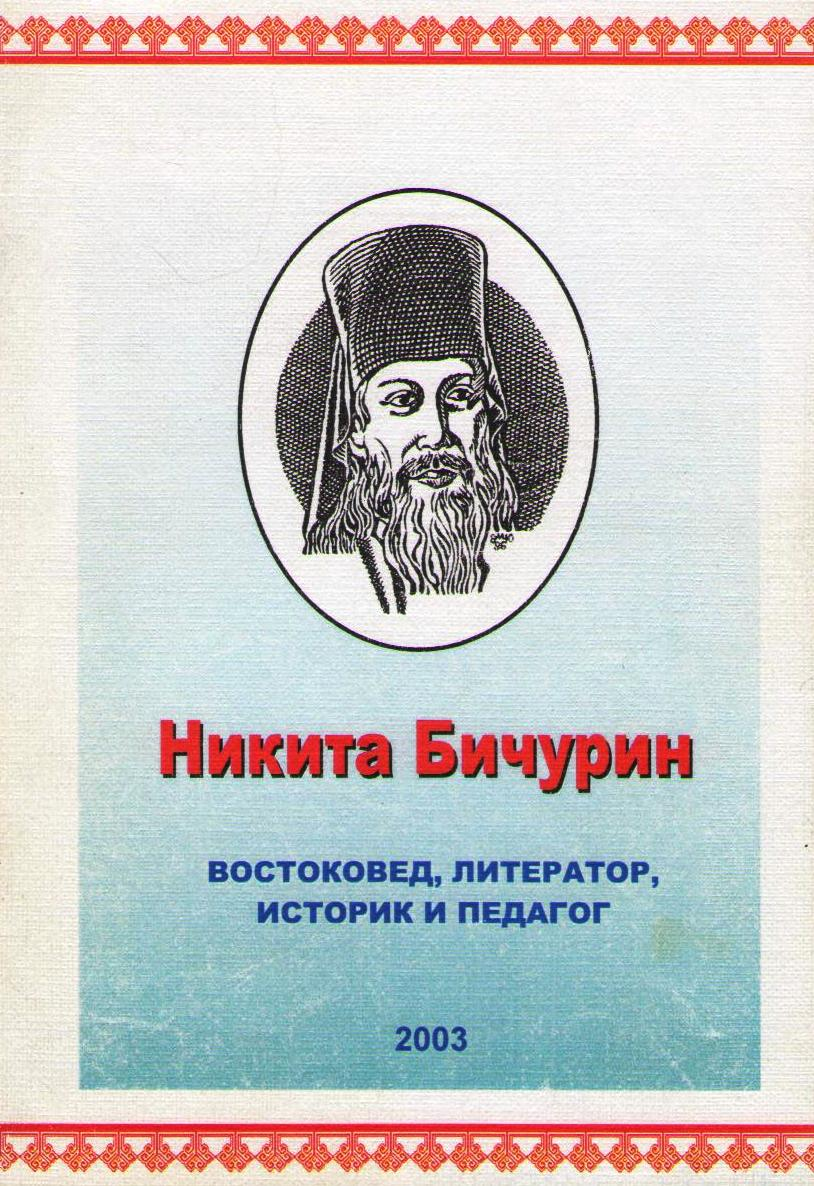 Никита Бичурин
ВОСТОКОВЕД, ЛИТЕРАТОР,
ИСТОРИК И ПЕДАГОГ
2003